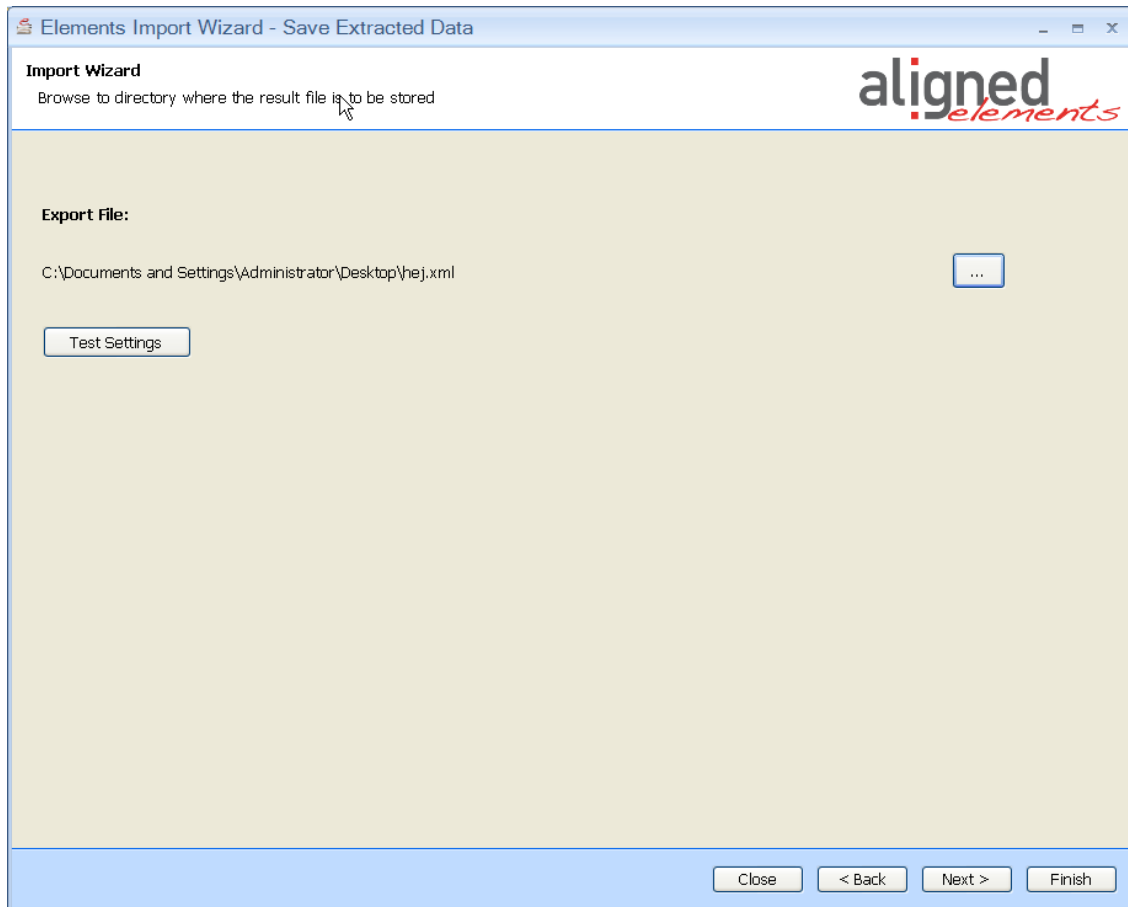 Elements Import Wizard - Save Extracted Data
Import Wizard
Browse to directory where the result file is to be stored
aligned
elements
Export File:
C:\Documents and Settings\Administrator\Desktop\hej.xml
...
Test Settings
Close
< Back
Next >
Finish